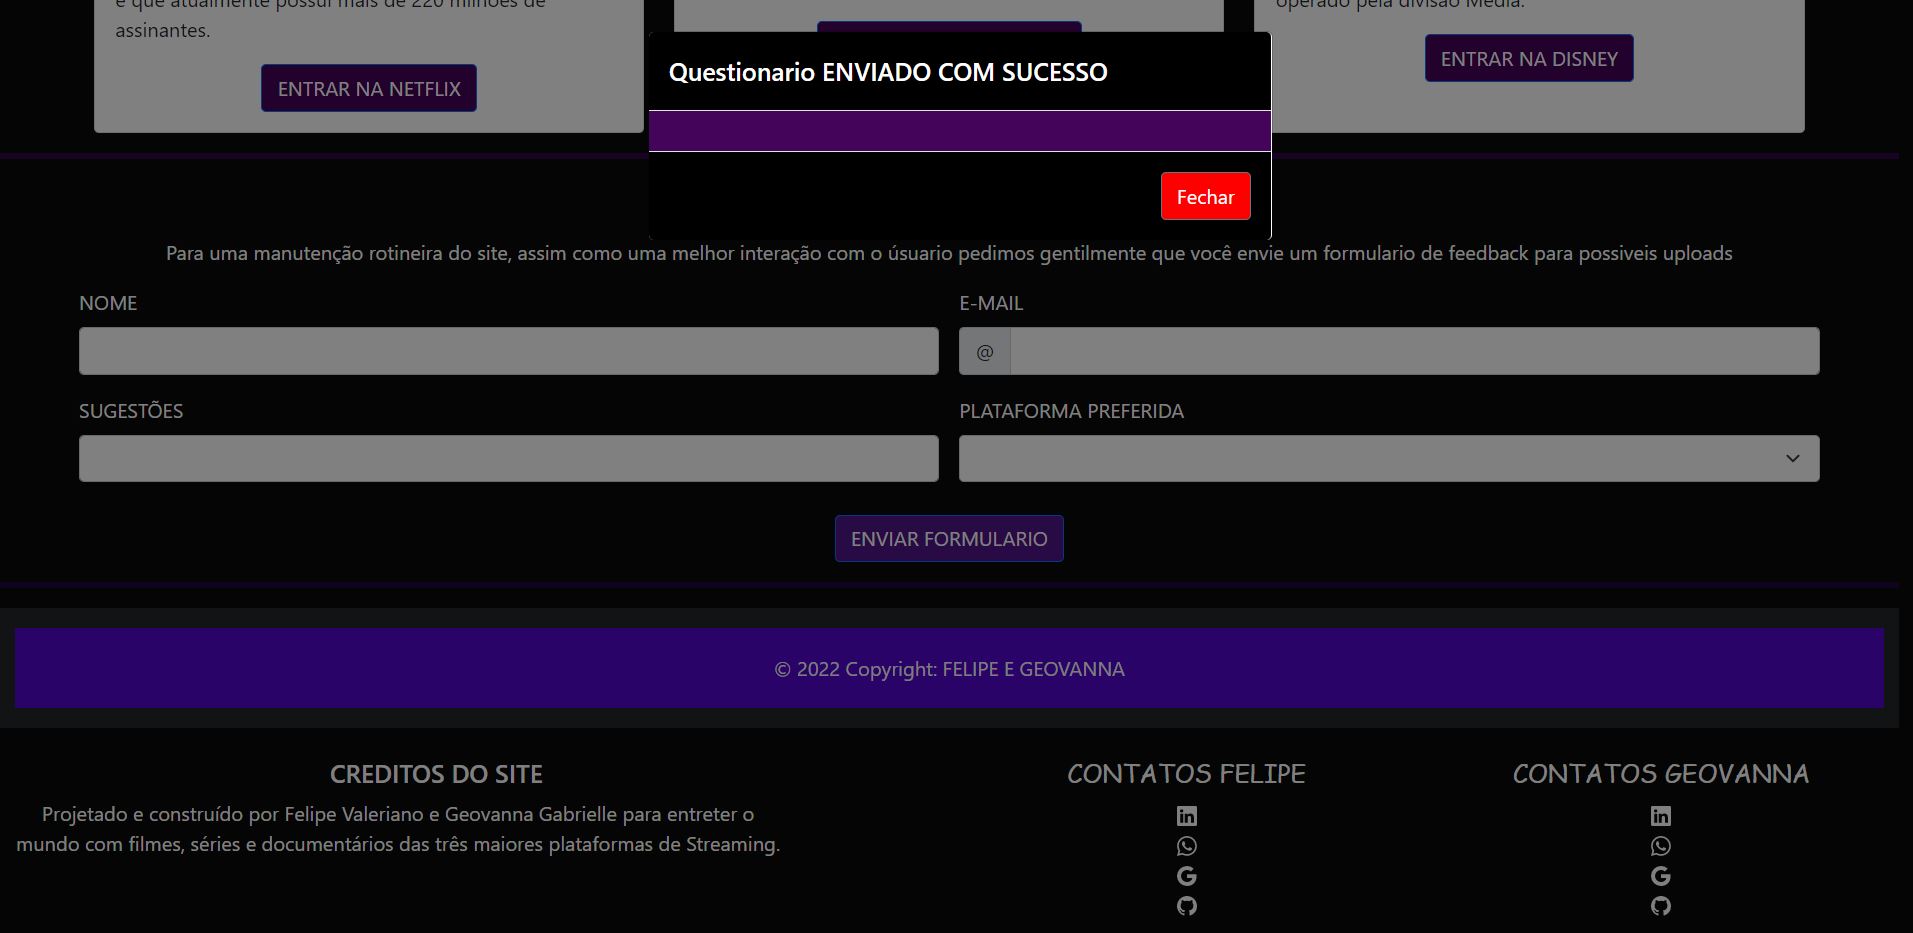 e que atualmente possui mais de 220 milhões de
assinantes.
ENTRAR NA NETFLIX
operado pela divisão Media.
ENTRAR NA DISNEY
Questionario ENVIADO COM SUCESSO
Fechar
Para uma manutenção rotineira do site, assim como uma melhor interação com o úsuario pedimos gentilmente que você envie um formulario de feedback para possiveis uploads
NOME
E-MAIL
@
SUGESTÕES
PLATAFORMA PREFERIDA
ENVIAR FORMULARIO
© 2022 Copyright: FELIPE E GEOVANNA
CREDITOS DO SITE
Projetado e construído por Felipe Valeriano e Geovanna Gabrielle para entreter o
mundo com filmes, séries e documentários das três maiores plataformas de Streaming.
CONTATOS FELIPE
in
G
CONTATOS GEOVANNA
in
G